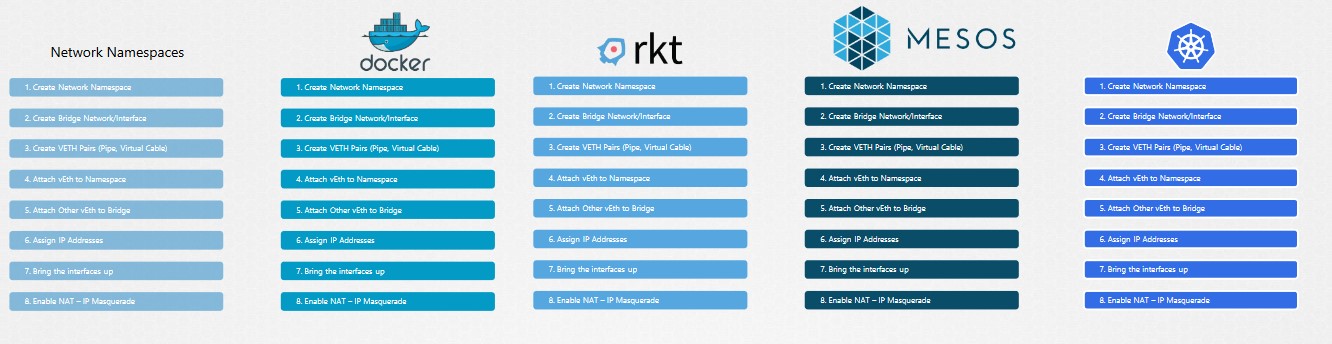 Network Namespaces
1. Create Network Namespace
2. Create Bridge Network/Interface
3. Create VETH Pairs (Pipe, Virtual Cable)
4. Attach vEth to Namespace
5. Attach Other vEth to Bridge
6. Assign IP Addresses
7. Bring the interfaces up
8. Enable NAT – IP Masquerade
docker
1. Create Network Namespace
2. Create Bridge Network/Interface
3. Create VETH Pairs (Pipe, Virtual Cable)
4. Attach vEth to Namespace
5. Attach Other vEth to Bridge
6. Assign IP Addresses
7. Bring the interfaces up
8. Enable NAT – IP Masquerade
rkt
1. Create Network Namespace
2. Create Bridge Network/Interface
3. Create VETH Pairs (Pipe, Virtual Cable)
4. Attach vEth to Namespace
5. Attach Other vEth to Bridge
6. Assign IP Addresses
7. Bring the interfaces up
8. Enable NAT – IP Masquerade
MESOS
1. Create Network Namespace
2. Create Bridge Network/Interface
3. Create VETH Pairs (Pipe, Virtual Cable)
4. Attach vEth to Namespace
5. Attach Other vEth to Bridge
6. Assign IP Addresses
7. Bring the interfaces up
8. Enable NAT – IP Masquerade
1. Create Network Namespace
2. Create Bridge Network/Interface
3. Create VETH Pairs (Pipe, Virtual Cable)
4. Attach vEth to Namespace
5. Attach Other vEth to Bridge
6. Assign IP Addresses
7. Bring the interfaces up
8. Enable NAT – IP Masquerade